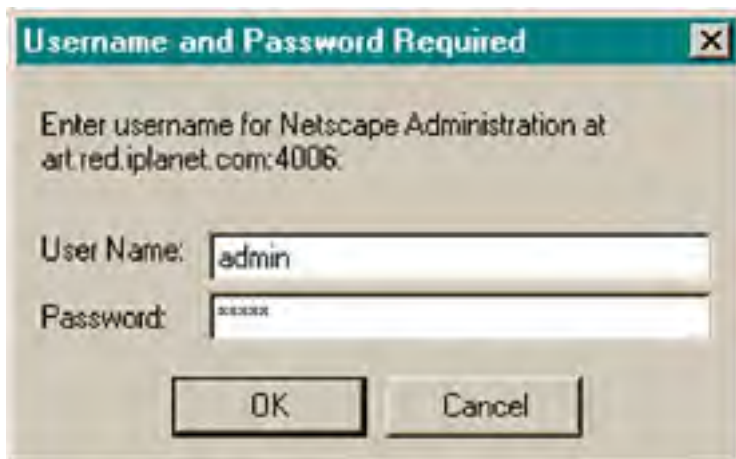 Username and Password Required
Enter username for Netscape Administration at
art.red.iplanet.com:4006:
User Name: admin
Password: *****
OK Cancel